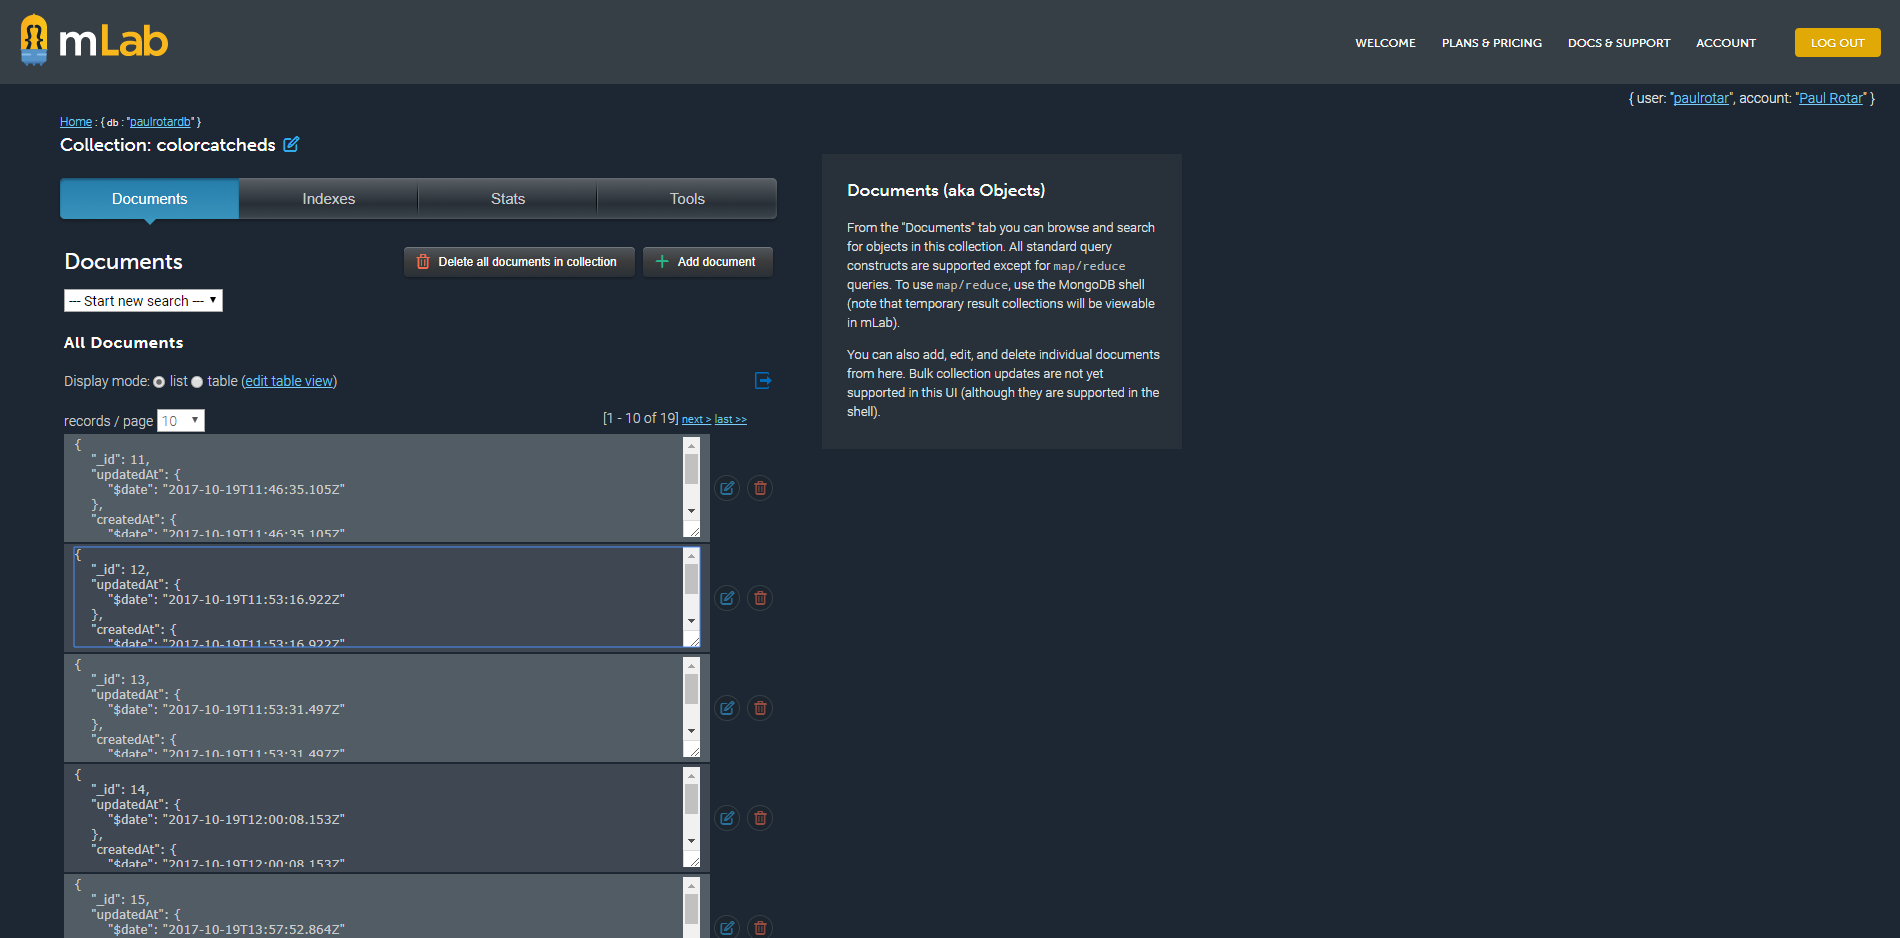 mLab
WELCOME PLANS & PRICING DOCS & SUPPORT ACCOUNT LOG OUT
{ user: "paulrotar", account: "Paul Rotar" }
Home : { db : "paulrotardb" }
Collection: colorcatcheds
Documents Indexes Stats Tools
Documents
Delete all documents in collection
Add document
--- Start new search ---
All Documents
Display mode: list table (edit table view)
records / page 10
[1 - 10 of 19] next > last >>
{
"_id": 11,
"updatedAt": {
"$date": "2017-10-19T11:46:35.105Z"
},
"createdAt": {
"$date": "2017-10-19T11:46:35.105Z"
{
"_id": 12,
"updatedAt": {
"$date": "2017-10-19T11:53:16.922Z"
},
"createdAt": {
"$date": "2017-10-19T11:53:16.922Z"
{
"_id": 13,
"updatedAt": {
"$date": "2017-10-19T11:53:31.497Z"
},
"createdAt": {
"$date": "2017-10-19T11:53:31.497Z"
{
"_id": 14,
"updatedAt": {
"$date": "2017-10-19T12:00:08.153Z"
},
"createdAt": {
"$date": "2017-10-19T12:00:08.153Z"
{
"_id": 15,
"updatedAt": {
"$date": "2017-10-19T13:57:52.864Z"
Documents (aka Objects)
From the "Documents" tab you can browse and search
for objects in this collection. All standard query
constructs are supported except for map/reduce
queries. To use map/reduce, use the MongoDB shell
(note that temporary result collections will be viewable
in mLab).
You can also add, edit, and delete individual documents
from here. Bulk collection updates are not yet
supported in this UI (although they are supported in the
shell).